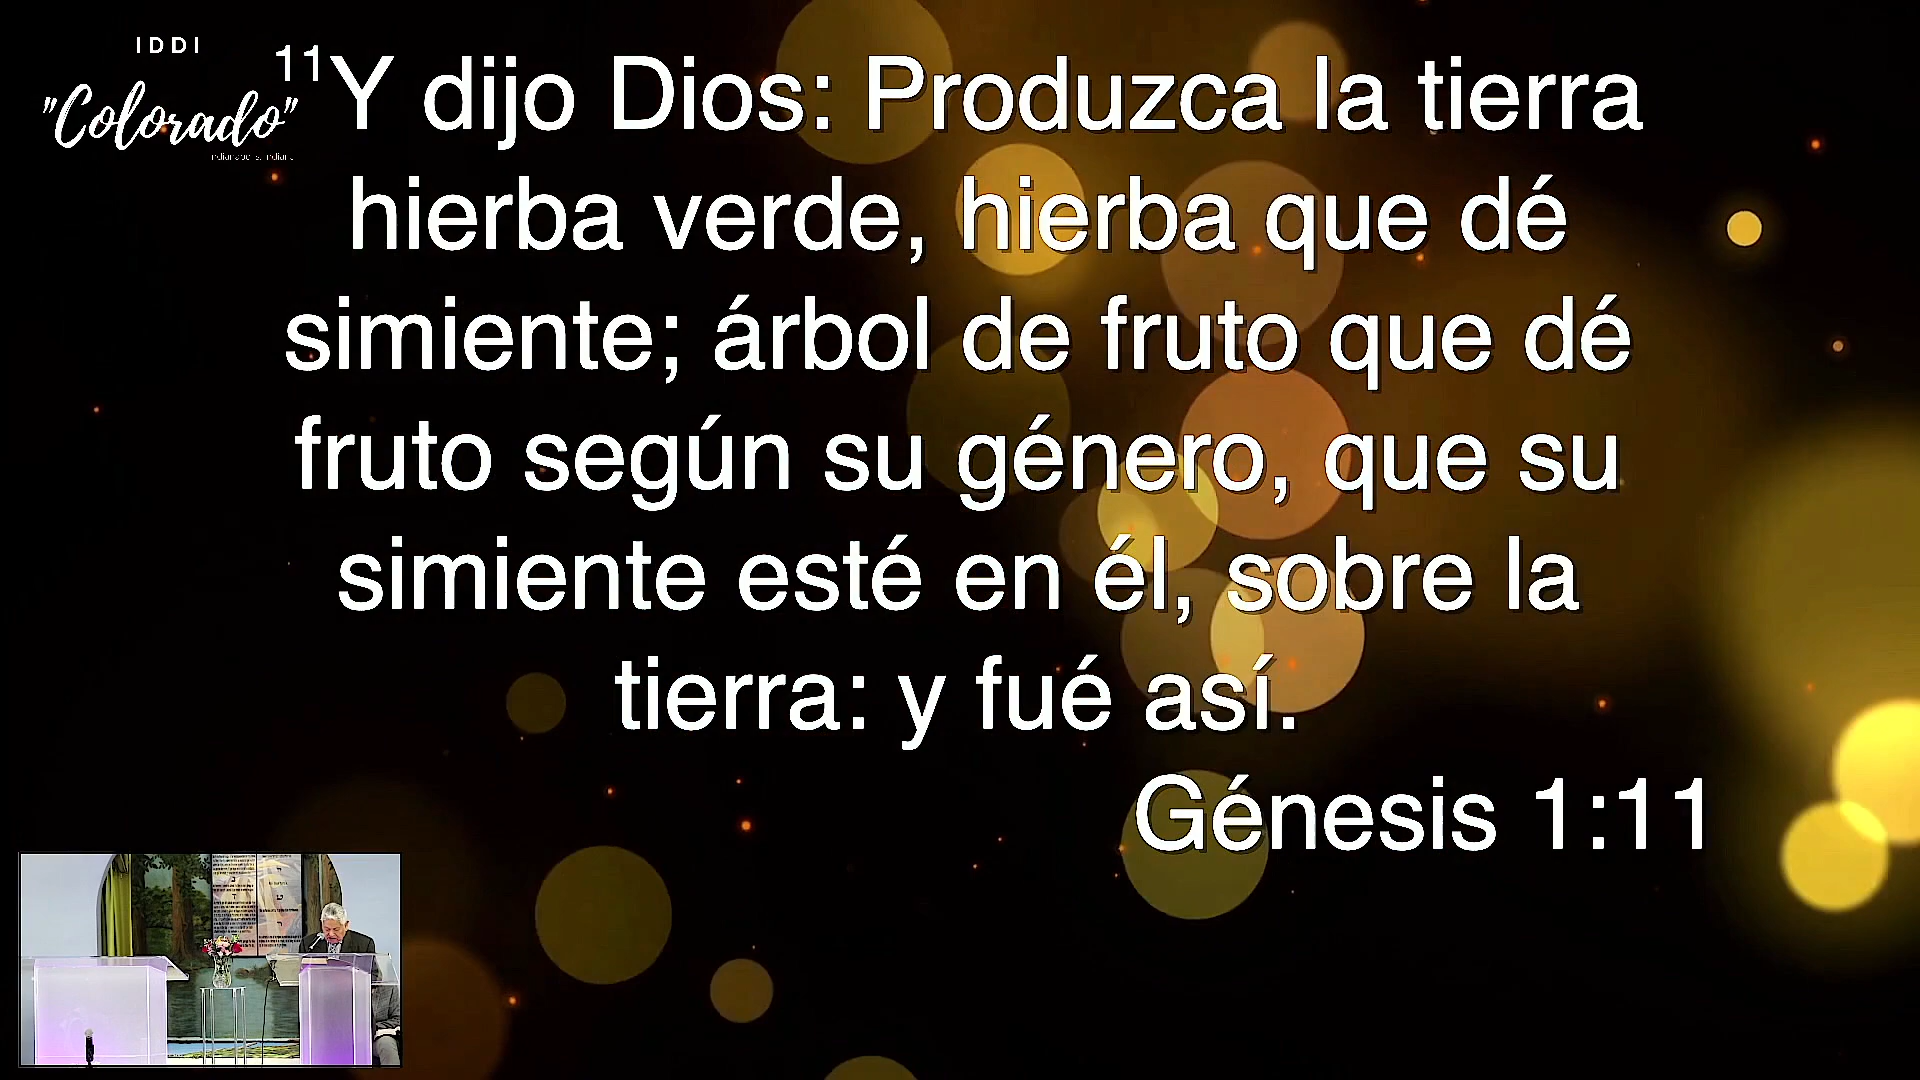 IDDI
"Colorado"
11Y dijo Dios: Produzca la tierra
hierba verde, hierba que dé
simiente; árbol de fruto que dé
fruto según su género, que su
simiente esté en él, sobre la
tierra: y fué así.
Génesis 1:11